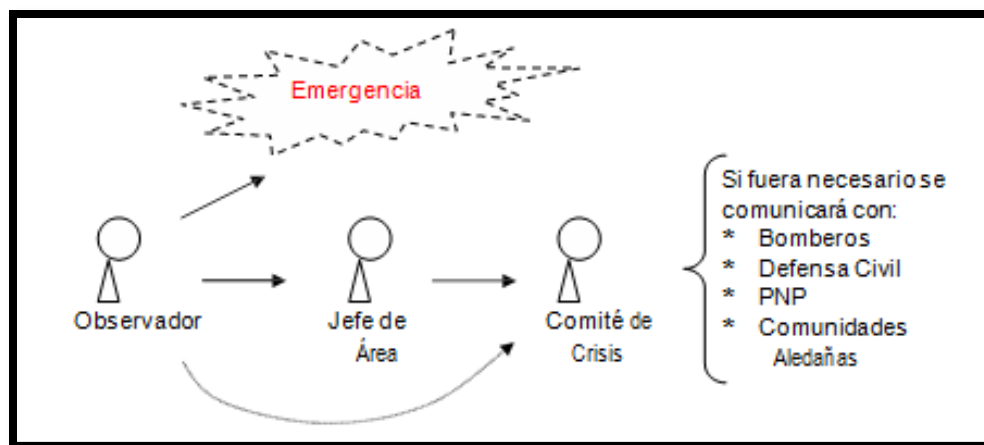 Emergencia
Observador
Jefe de
Área
Comité de
Crisis
Si fuera necesario se
comunicará con:
* Bomberos
* Defensa Civil
* PNP
* Comunidades
Aledañas